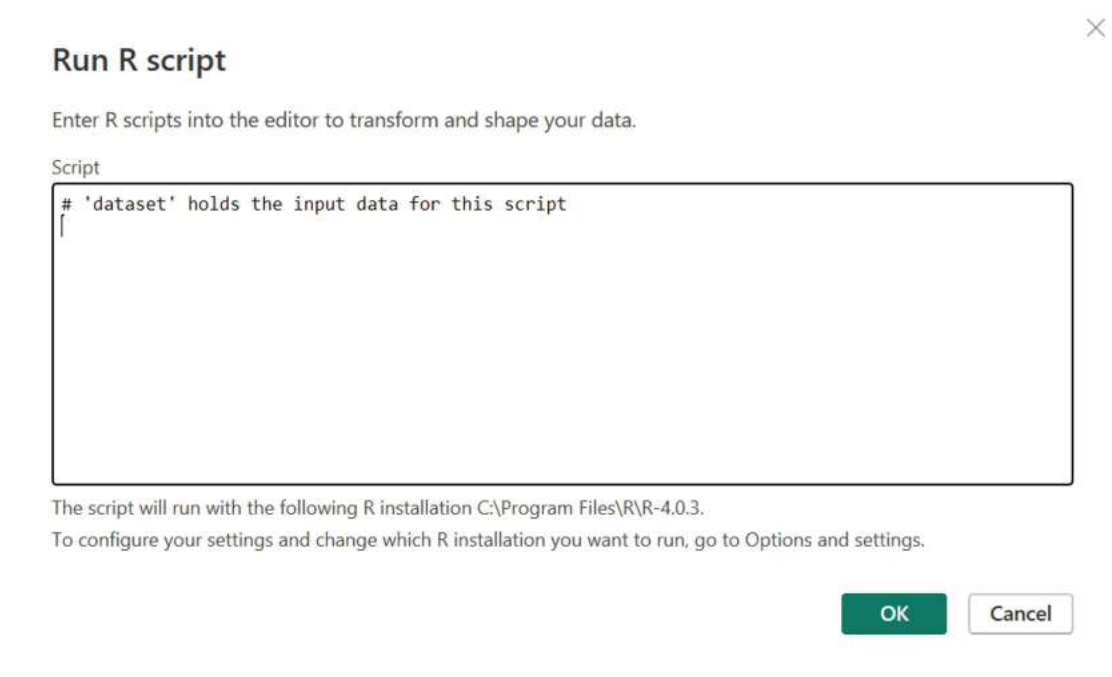 Run R script
Enter R scripts into the editor to transform and shape your data.
Script
# 'dataset' holds the input data for this script
The script will run with the following R installation C:\Program Files\R\R-4.0.3.
To configure your settings and change which R installation you want to run, go to Options and settings.
OK Cancel